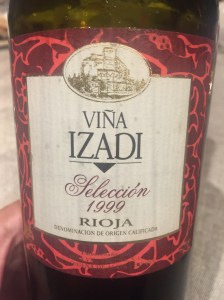 VIÑA
IZADI
Selección
1999
RIOJA
DENOMINACION DE ORIGEN CALIFICADA